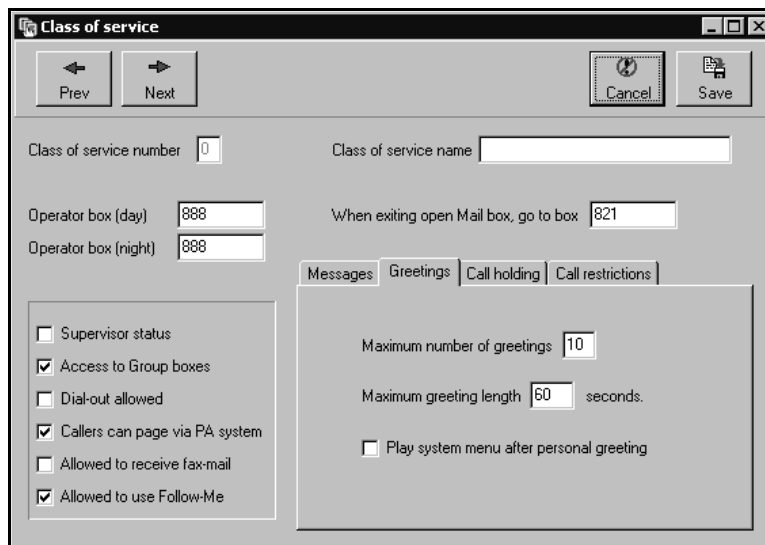 Class of service
Prev Next Cancel Save
Class of service number 0 Class of service name
Operator box (day) 888 When exiting open Mail box, go to box 821
Operator box (night) 888
Messages Greetings Call holding Call restrictions
Supervisor status
Access to Group boxes
Dial-out allowed
Callers can page via PA system
Allowed to receive fax-mail
Allowed to use Follow-Me
Maximum number of greetings 10
Maximum greeting length 60 seconds.
Play system menu after personal greeting